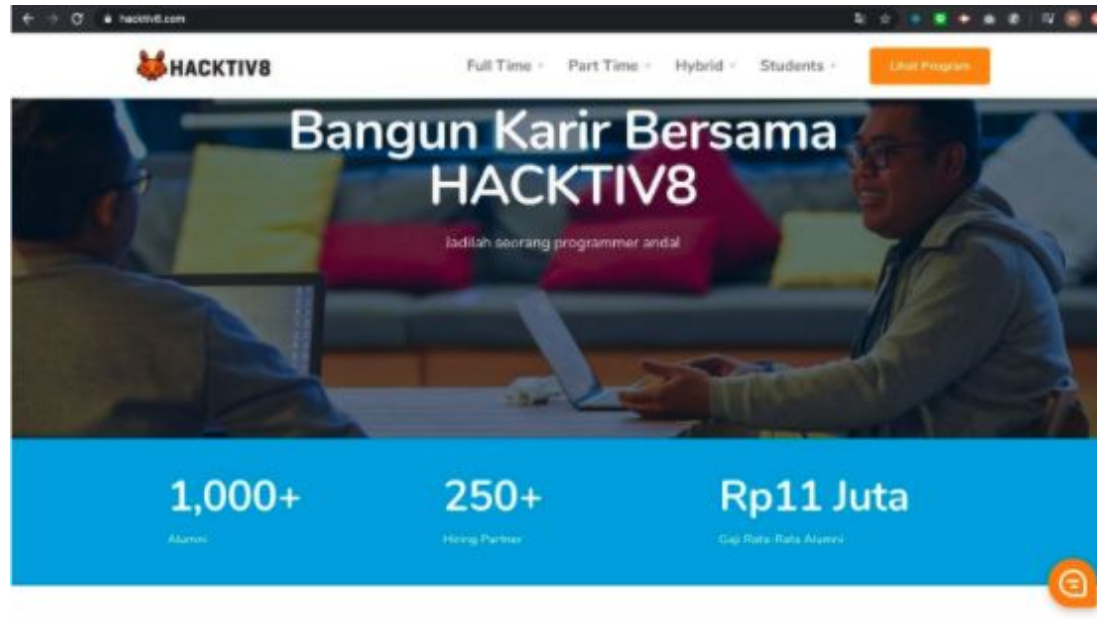 hacktiv8.com
HACKTIV8
Full Time
Part Time
Hybrid
Students
Lihat Program
Bangun Karir Bersama
HACKTIV8
Jadilah seorang programmer andal
1,000+
250+
Rp11 Juta
Alumni
Hiring Partner
Gaji Rata-Rata Alumni